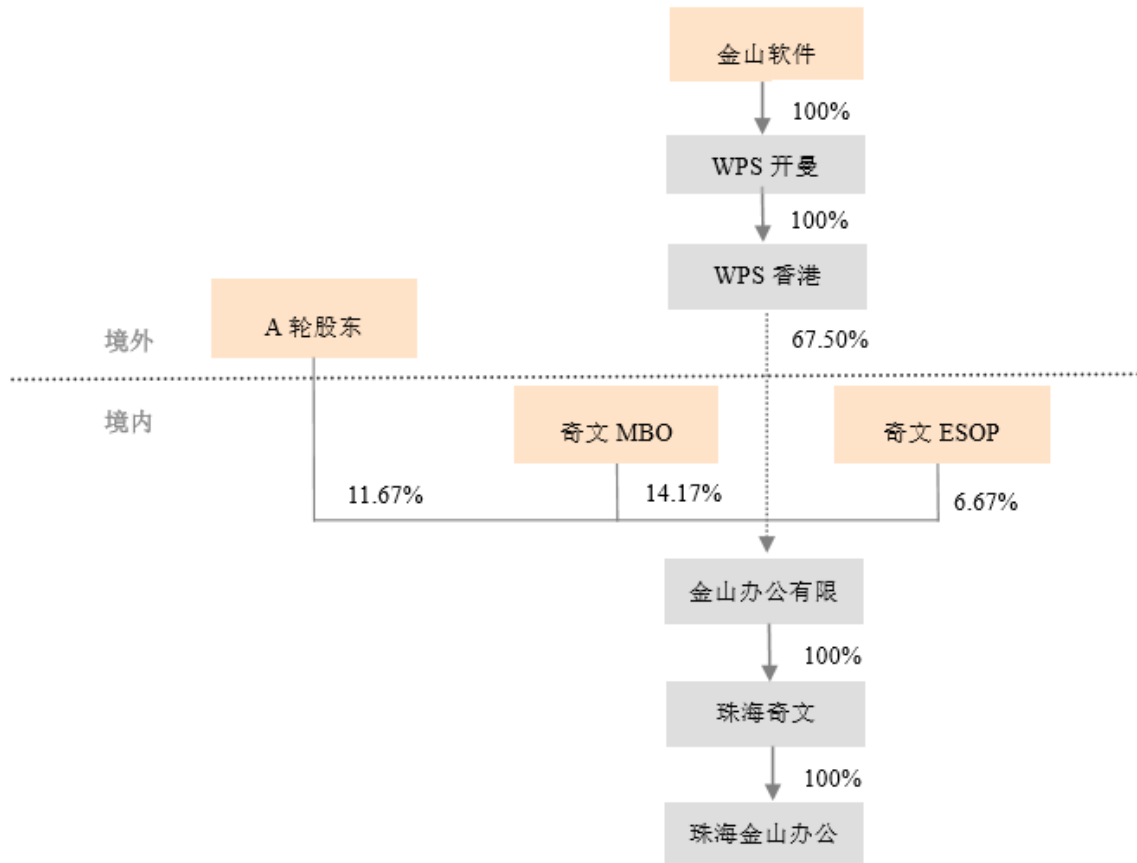 金山软件
100%
WPS 开曼
100%
WPS 香港
A 轮股东
67.50%
境外
境内
奇文 MBO
奇文 ESOP
11.67%
14.17%
6.67%
金山办公有限
100%
珠海奇文
100%
珠海金山办公